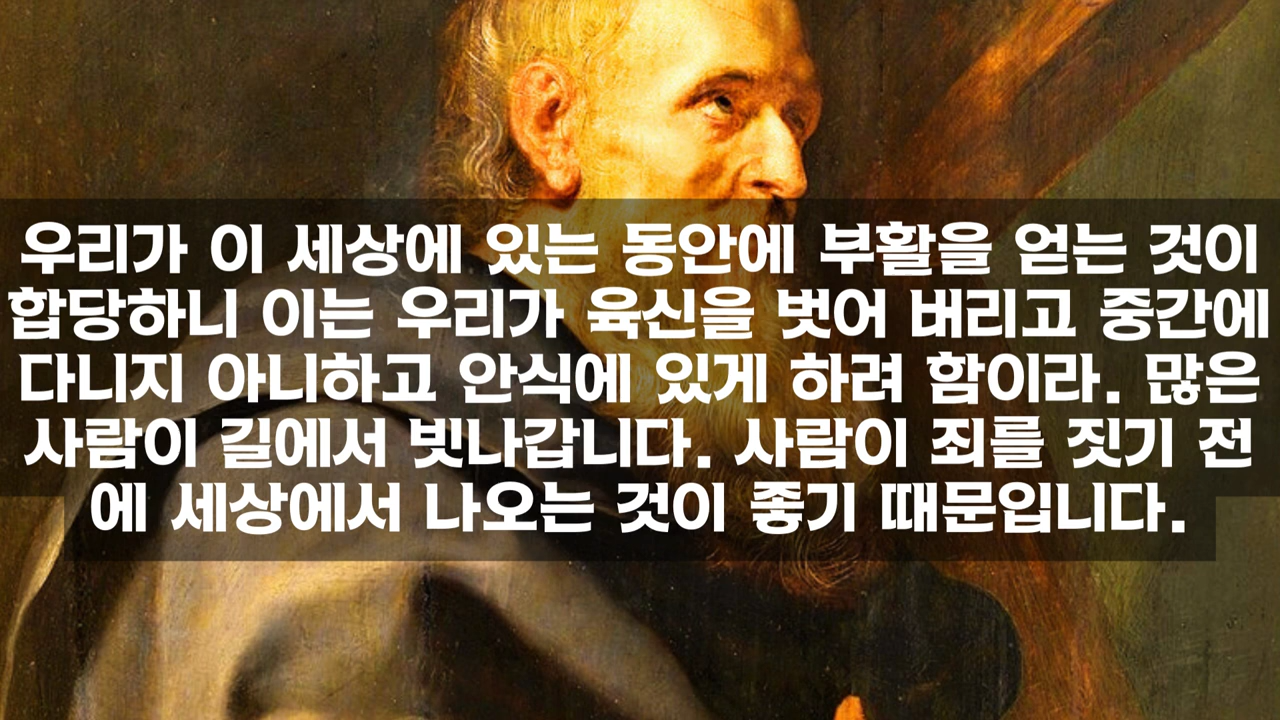 우리가 이 세상에 있는 동안에 부활을 얻는 것이
합당하니 이는 우리가 육신을 벗어 버리고 중간에
다니지 아니하고 안식에 있게 하려 함이라. 많은
사람이 길에서 빗나갑니다. 사람이 죄를 짓기 전
에 세상에서 나오는 것이 좋기 때문입니다.